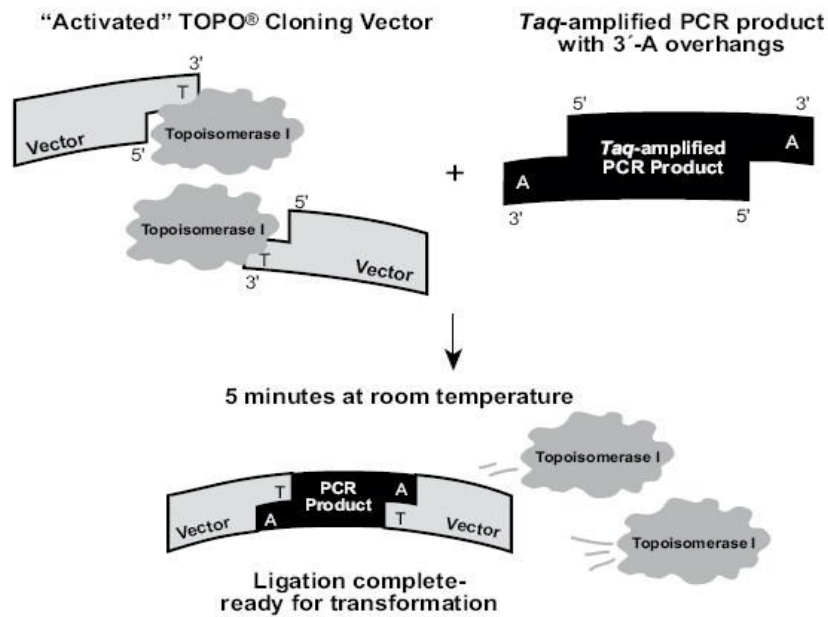 “Activated” TOPO® Cloning Vector
Taq-amplified PCR product
with 3´-A overhangs
3'
T
Topoisomerase I
Vector
5'
Topoisomerase I
5'
T
3'
Vector
+
5'
3'
A
Taq-amplified
PCR Product
A
3'
5'
5 minutes at room temperature
Topoisomerase I
T
PCR
Product
A
Vector
A
T
Vector
Topoisomerase I
Ligation complete-
ready for transformation